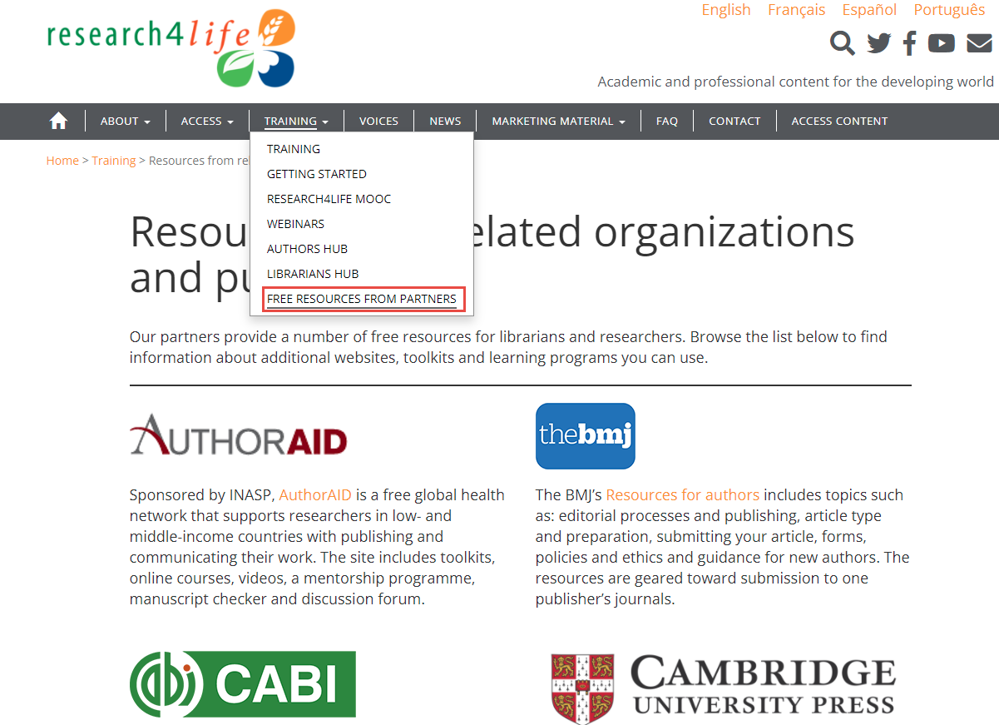 research4life
English Français Español Português
Academic and professional content for the developing world
ABOUT ACCESS TRAINING VOICES NEWS MARKETING MATERIAL FAQ CONTACT ACCESS CONTENT
TRAINING
GETTING STARTED
RESEARCH4LIFE MOOC
WEBINARS
AUTHORS HUB
LIBRARIANS HUB
FREE RESOURCES FROM PARTNERS
Home > Training > Resources from
organizations
and
Our partners provide a number of free resources for librarians and researchers. Browse the list below to find
information about additional websites, toolkits and learning programs you can use.
AUTHORAID
Sponsored by INASP, AuthorAID is a free global health
network that supports researchers in low- and
middle-income countries with publishing and
communicating their work. The site includes toolkits,
online courses, videos, a mentorship programme,
manuscript checker and discussion forum.
thebmj
The BMJ’s Resources for authors includes topics such
as: editorial processes and publishing, article type
and preparation, submitting your article, forms,
policies and ethics and guidance for new authors. The
resources are geared toward submission to one
publisher’s journals.
cabi CABI
CAMBRIDGE
UNIVERSITY PRESS